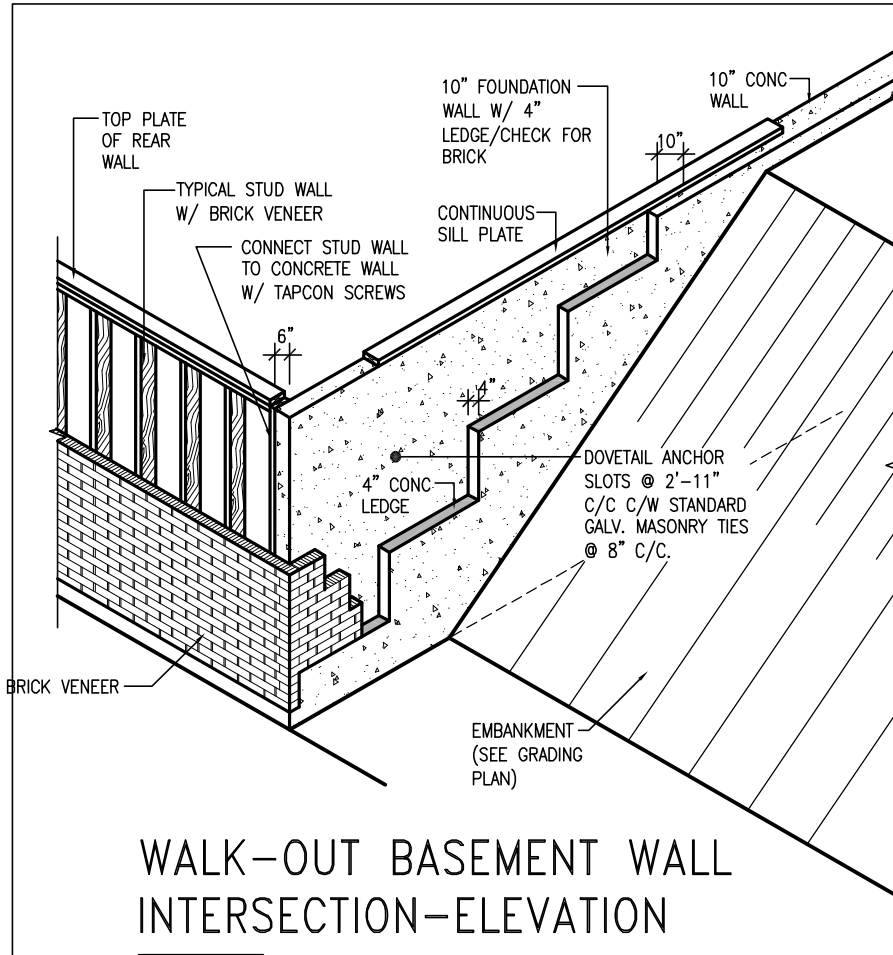 10" FOUNDATION
WALL W/ 4"
LEDGE/CHECK FOR
BRICK
10" CONC
WALL
TOP PLATE
OF REAR
WALL
10"
TYPICAL STUD WALL
W/ BRICK VENEER
CONTINUOUS
SILL PLATE
CONNECT STUD WALL
TO CONCRETE WALL
W/ TAPCON SCREWS
6"
4"
DOVETAIL ANCHOR
SLOTS @ 2'-11"
C/C C/W STANDARD
GALV. MASONRY TIES
@ 8" C/C.
4" CONC
LEDGE
BRICK VENEER
EMBANKMENT
(SEE GRADING
PLAN)
WALK-OUT BASEMENT WALL
INTERSECTION-ELEVATION